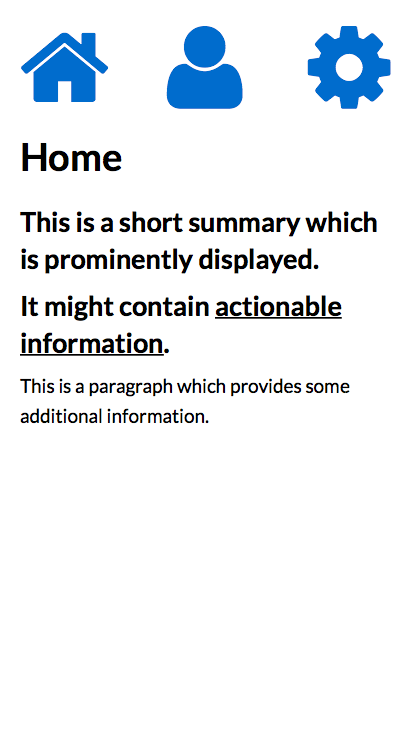 Home
This is a short summary which
is prominently displayed.
It might contain actionable
information.
This is a paragraph which provides some
additional information.